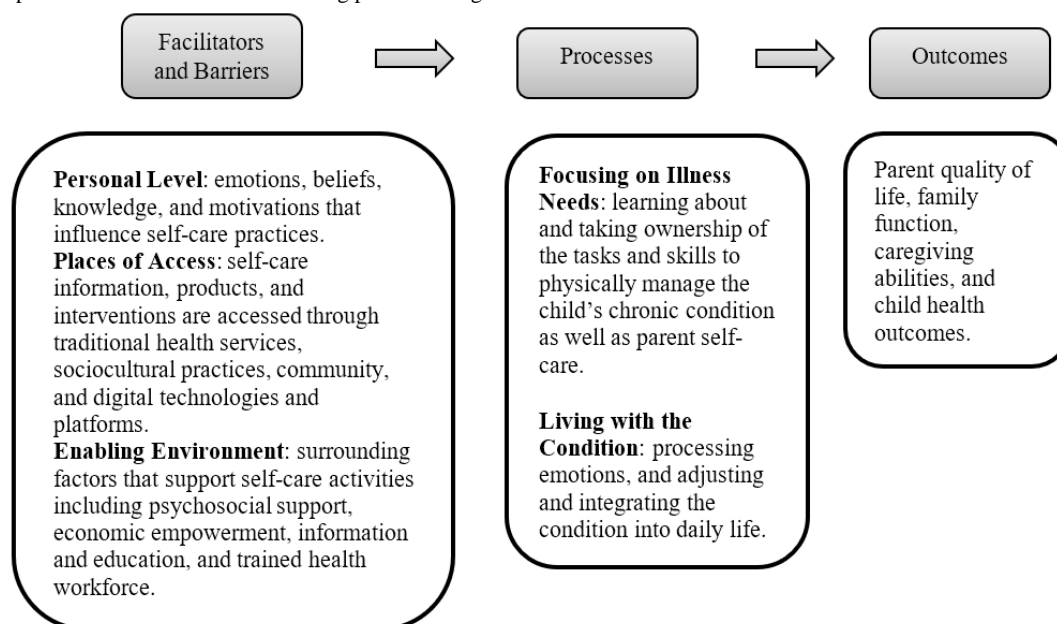 Facilitators
and Barriers
Processes
Outcomes
Personal Level: emotions, beliefs,
knowledge, and motivations that
influence self-care practices.
Places of Access: self-care
information, products, and
interventions are accessed through
traditional health services,
sociocultural practices, community,
and digital technologies and
platforms.
Enabling Environment: surrounding
factors that support self-care activities
including psychosocial support,
economic empowerment, information
and education, and trained health
workforce.
Focusing on Illness
Needs: learning about
and taking ownership of
the tasks and skills to
physically manage the
child’s chronic condition
as well as parent self-
care.
Living with the
Condition: processing
emotions, and adjusting
and integrating the
condition into daily life.
Parent quality of
life, family
function,
caregiving
abilities, and
child health
outcomes.